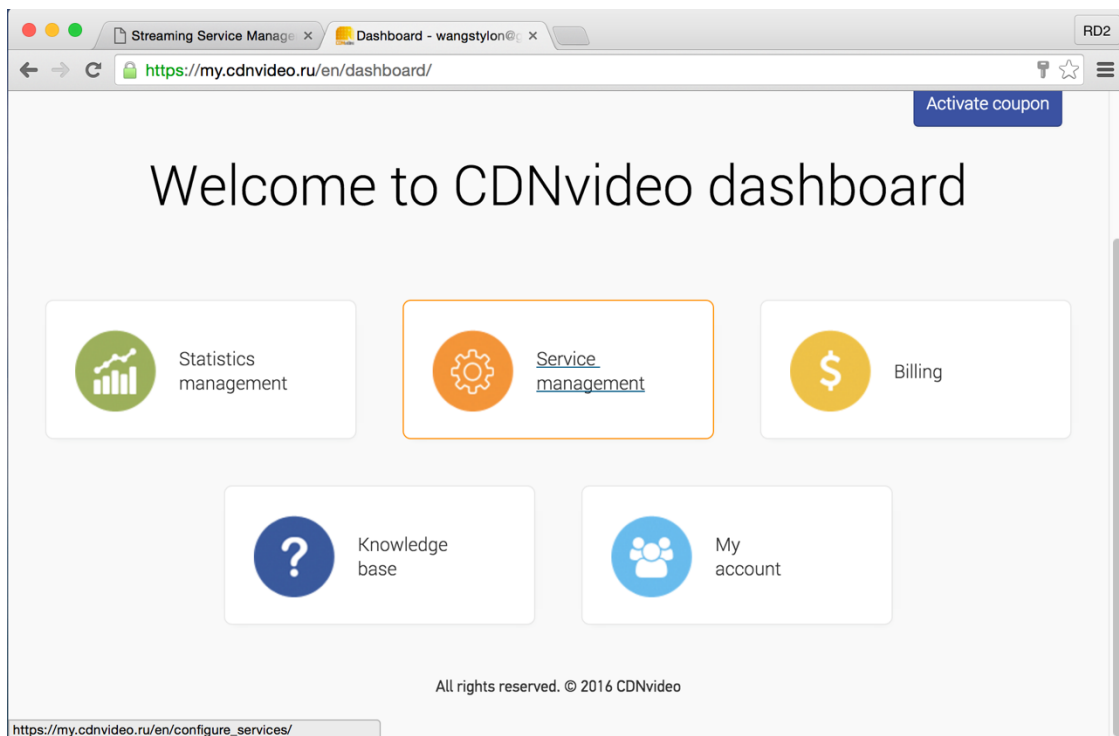 Streaming Service Manage
Dashboard - wangstylon@g
RD2
https://my.cdnvideo.ru/en/dashboard/
Activate coupon
Welcome to CDNvideo dashboard
Statistics
management
Service
management
$
Billing
?
Knowledge
base
My
account
All rights reserved. © 2016 CDNvideo
https://my.cdnvideo.ru/en/configure_services/